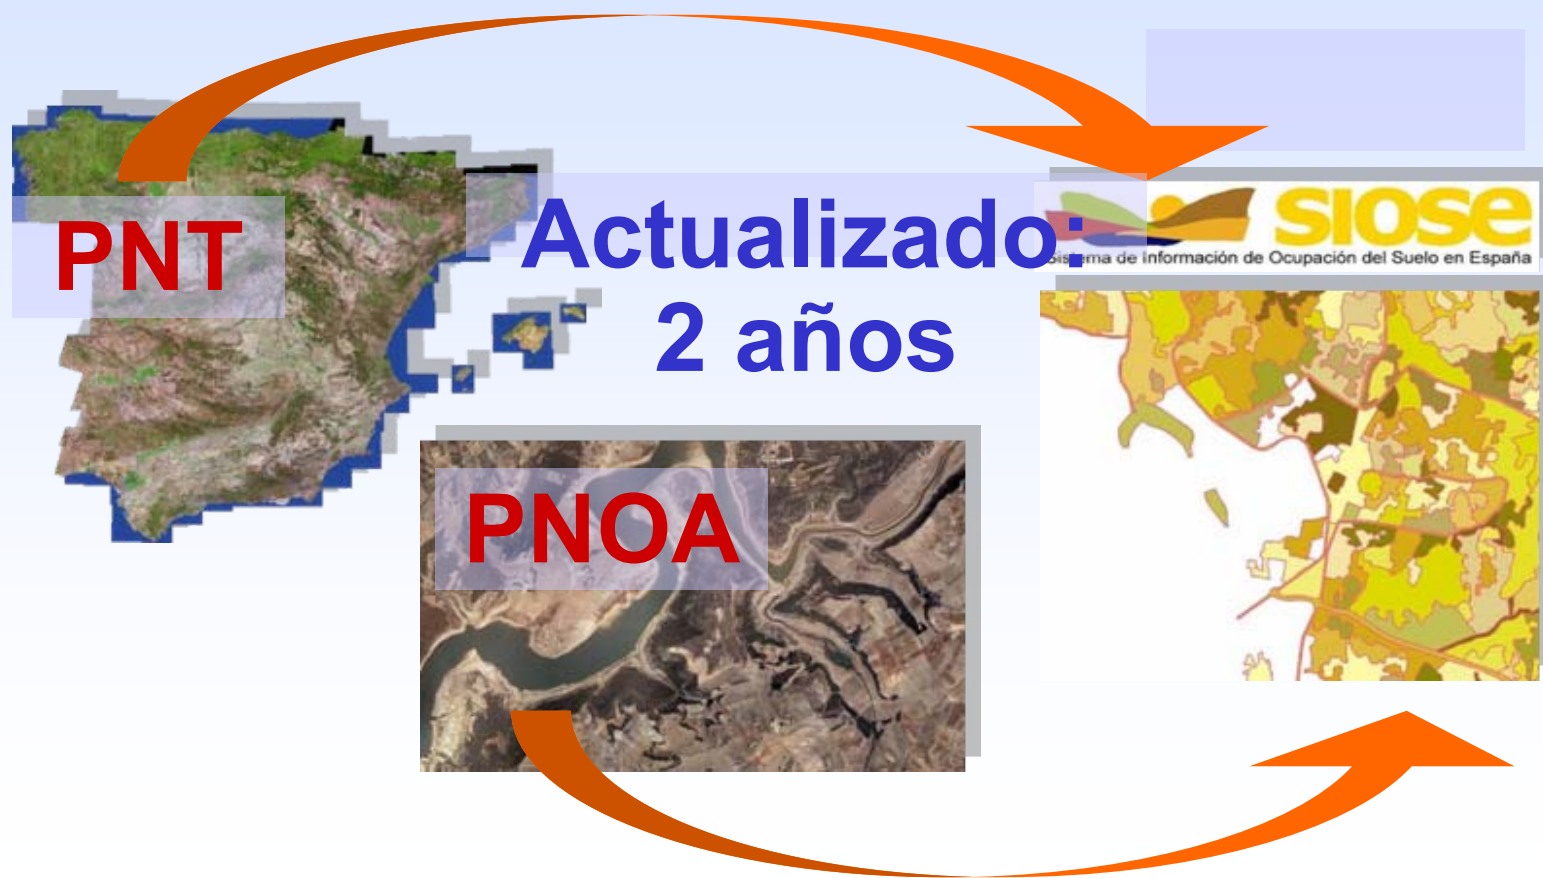 PNT
Actualizado:
2 años
SIOSE
Sistema de Información de Ocupación del Suelo en España
PNOA